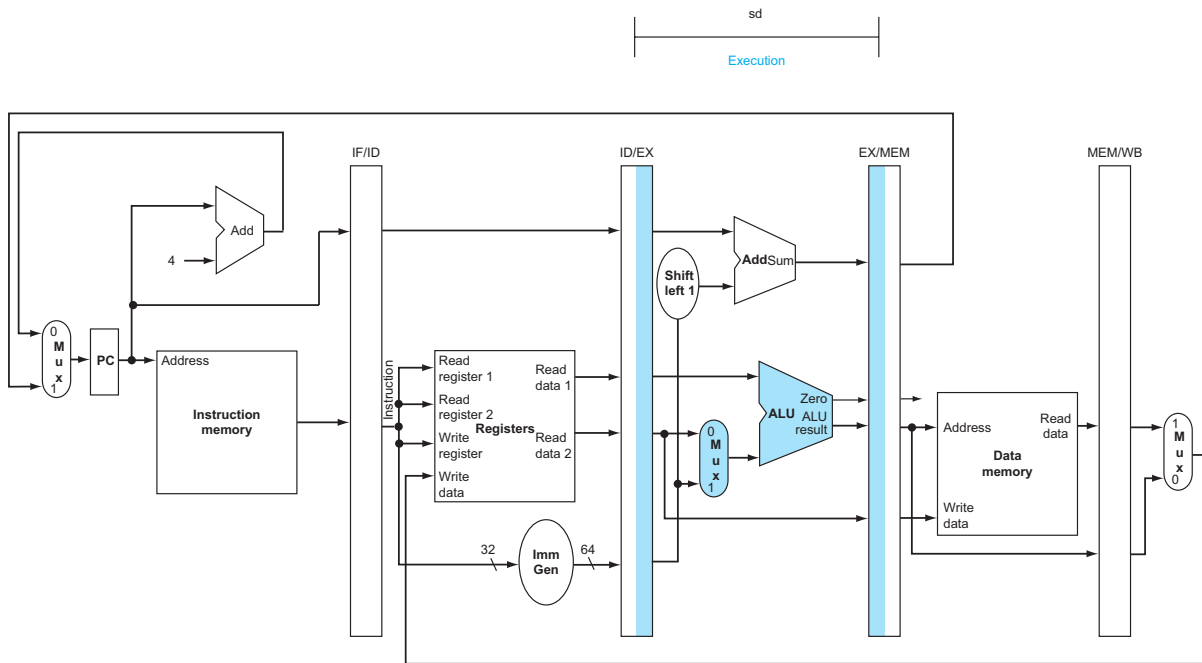 sd
Execution
IF/ID
ID/EX
EX/MEM
MEM/WB
Add
4
Add Sum
Shift
left 1
0
M
u
x
1
PC
Address
Instruction
memory
Instruction
Read
register 1
Read
register 2
Write
register
Write
data
Registers
Read
data 1
Read
data 2
0
M
u
x
1
ALU
Zero
ALU
result
Address
Read
data
Data
memory
Write
data
1
M
u
x
0
32
Imm
Gen
64